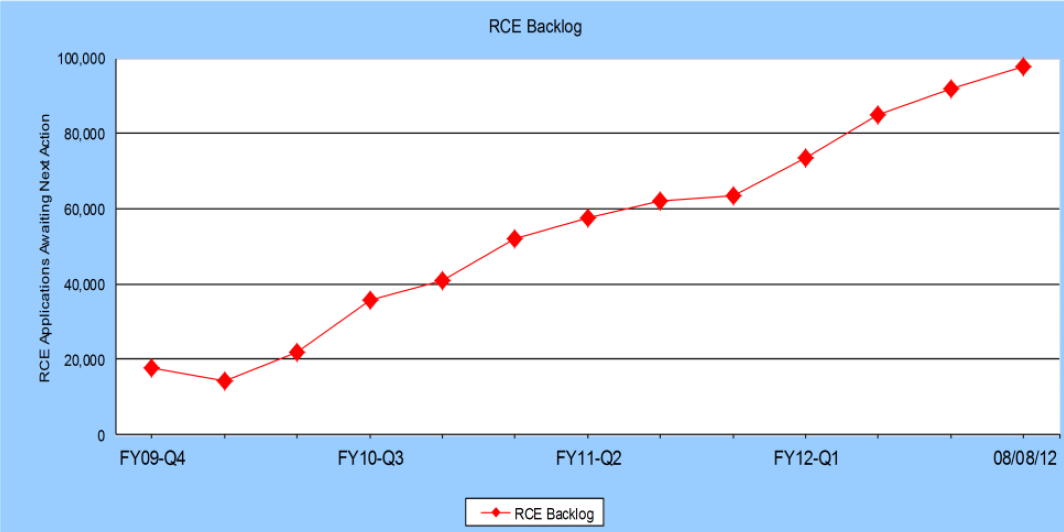 RCE Backlog
RCE Applications Awaiting Next Action
100,000
80,000
60,000
40,000
20,000
0
FY09-Q4 FY10-Q3 FY11-Q2 FY12-Q1 08/08/12
RCE Backlog